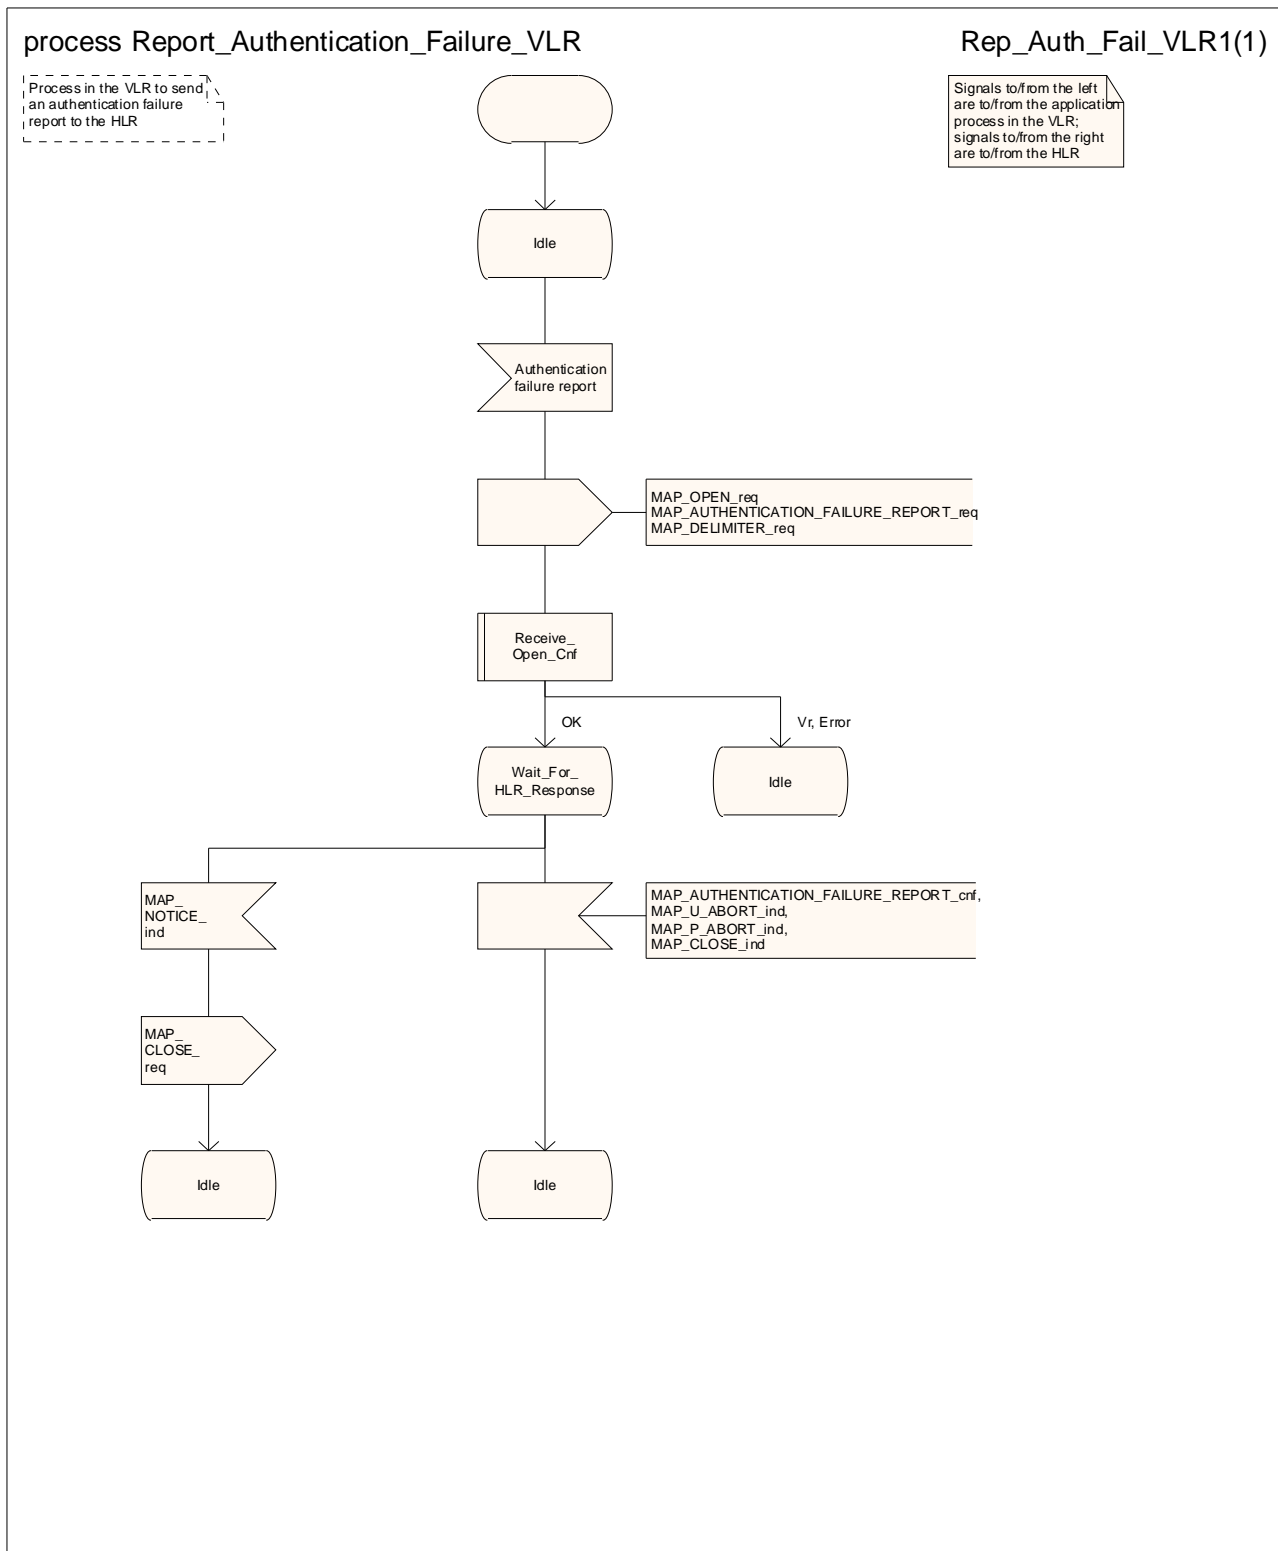 process Report_Authentication_Failure_VLR
Rep_Auth_Fail_VLR1(1)
Process in the VLR to send
an authentication failure
report to the HLR
Signals to/from the left
are to/from the application
process in the VLR;
signals to/from the right
are to/from the HLR
Idle
Authentication
failure report
MAP_OPEN_req
MAP_AUTHENTICATION_FAILURE_REPORT_req
MAP_DELIMITER_req
Receive_
Open_Cnf
OK
Vr, Error
Wait_For_
HLR_Response
Idle
MAP_
NOTICE_
ind
MAP_AUTHENTICATION_FAILURE_REPORT_cnf,
MAP_U_ABORT_ind,
MAP_P_ABORT_ind,
MAP_CLOSE_ind
MAP_
CLOSE_
req
Idle
Idle